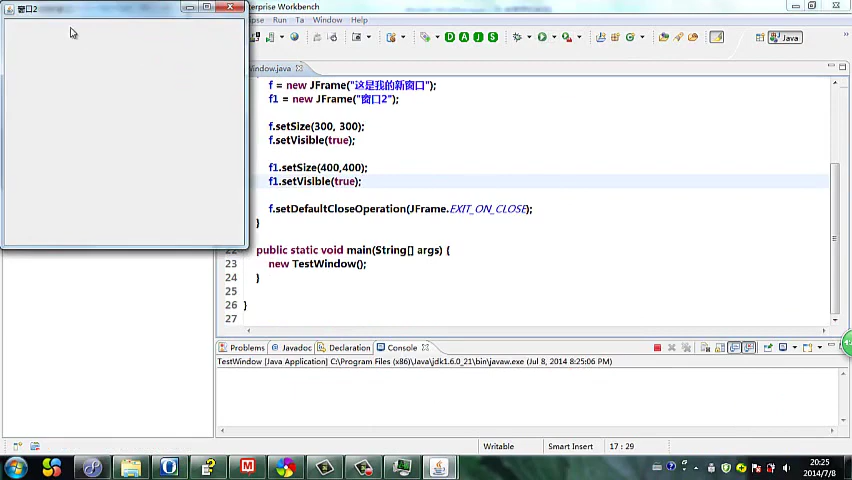 窗口2
erprise Workbench
lipse Run Ta Window Help
Java
Window.java
f = new JFrame("这是我的新窗口");
f1 = new JFrame("窗口2");
f.setSize(300, 300);
f.setVisible(true);
f1.setSize(400,400);
f1.setVisible(true);
f.setDefaultCloseOperation(JFrame.EXIT_ON_CLOSE);
}
22 public static void main(String[] args) {
23 new TestWindow();
24 }
25
26 }
27
Problems @ Javadoc Declaration Console
TestWindow [Java Application] C:\Program Files (x86)\Java\jdk1.6.0_21\bin\javaw.exe (Jul 8, 2014 8:25:06 PM)
Writable Smart Insert 17 : 29
20:25
2014/7/8